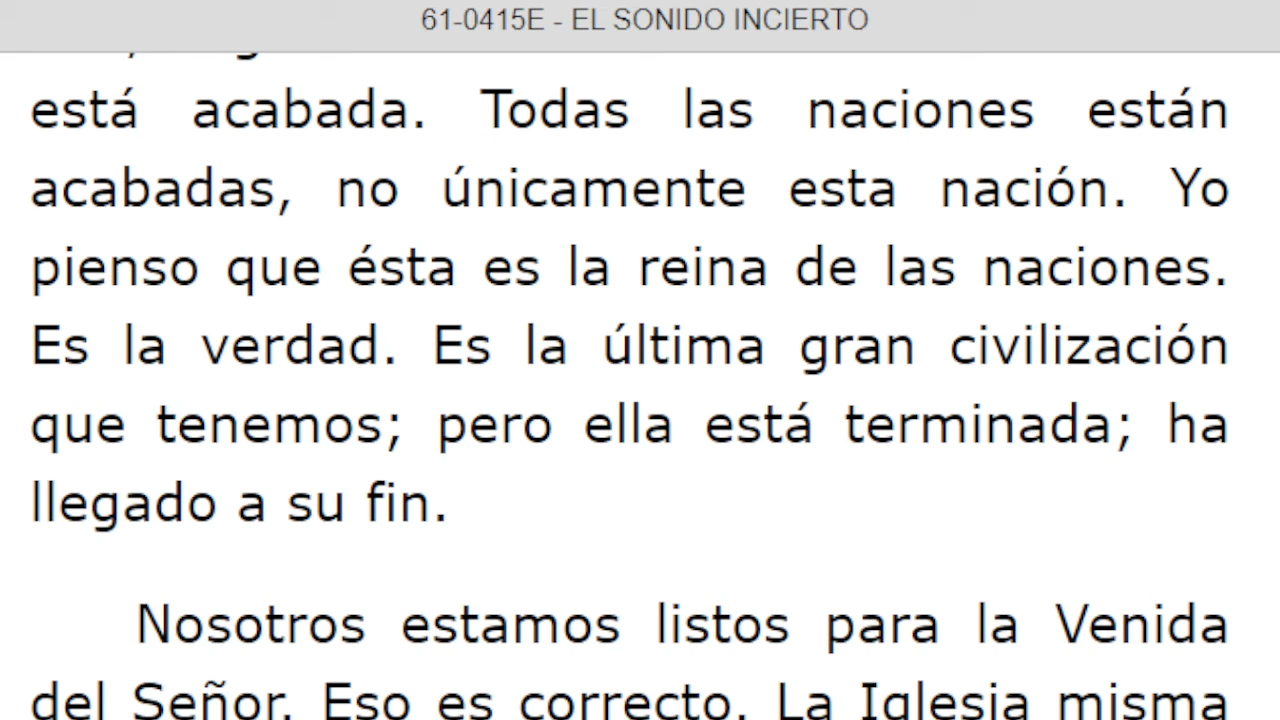 61-0415E - EL SONIDO INCIERTO
está acabada. Todas las naciones están
acabadas, no únicamente esta nación. Yo
pienso que ésta es la reina de las naciones.
Es la verdad. Es la última gran civilización
que tenemos; pero ella está terminada; ha
llegado a su fin.
Nosotros estamos listos para la Venida
del Señor. Eso es correcto. La Iglesia misma